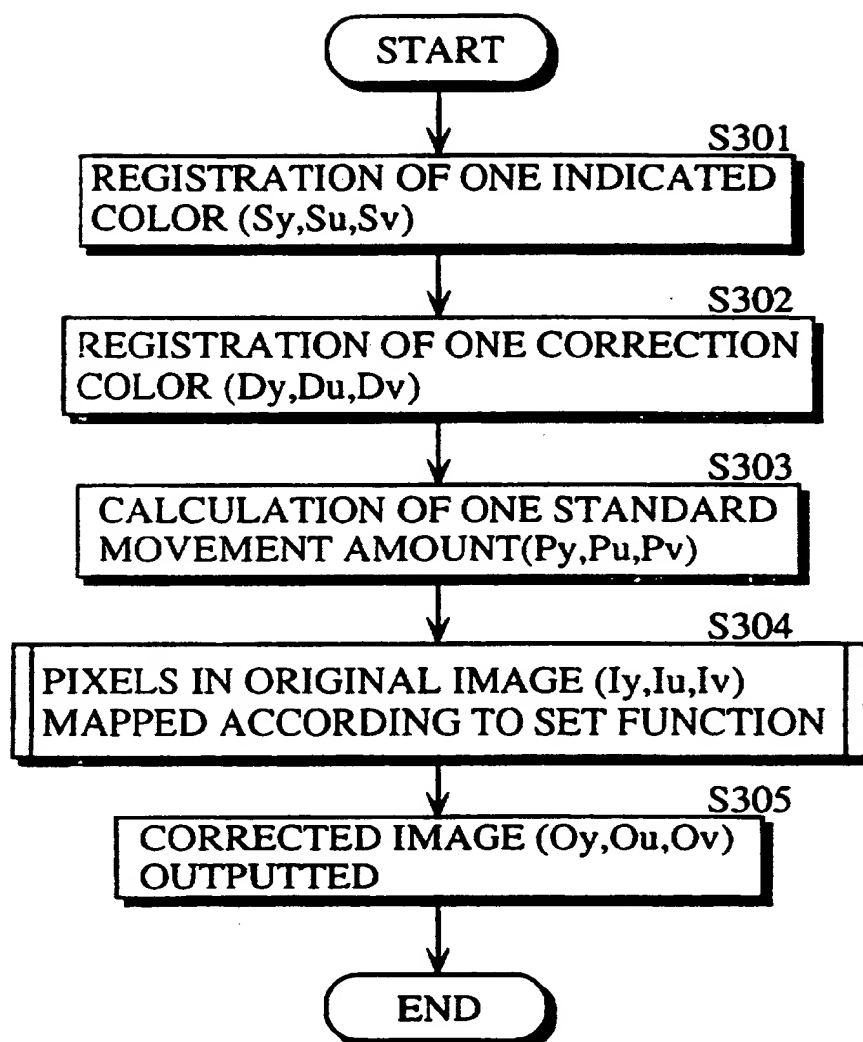 START
S301
REGISTRATION OF ONE INDICATED
COLOR (Sy,Su,Sv)
S302
REGISTRATION OF ONE CORRECTION
COLOR (Dy,Du,Dv)
S303
CALCULATION OF ONE STANDARD
MOVEMENT AMOUNT(Py,Pu,Pv)
S304
PIXELS IN ORIGINAL IMAGE (Iy,Iu,Iv)
MAPPED ACCORDING TO SET FUNCTION
S305
CORRECTED IMAGE (Oy,Ou,Ov)
OUTPUTTED
END